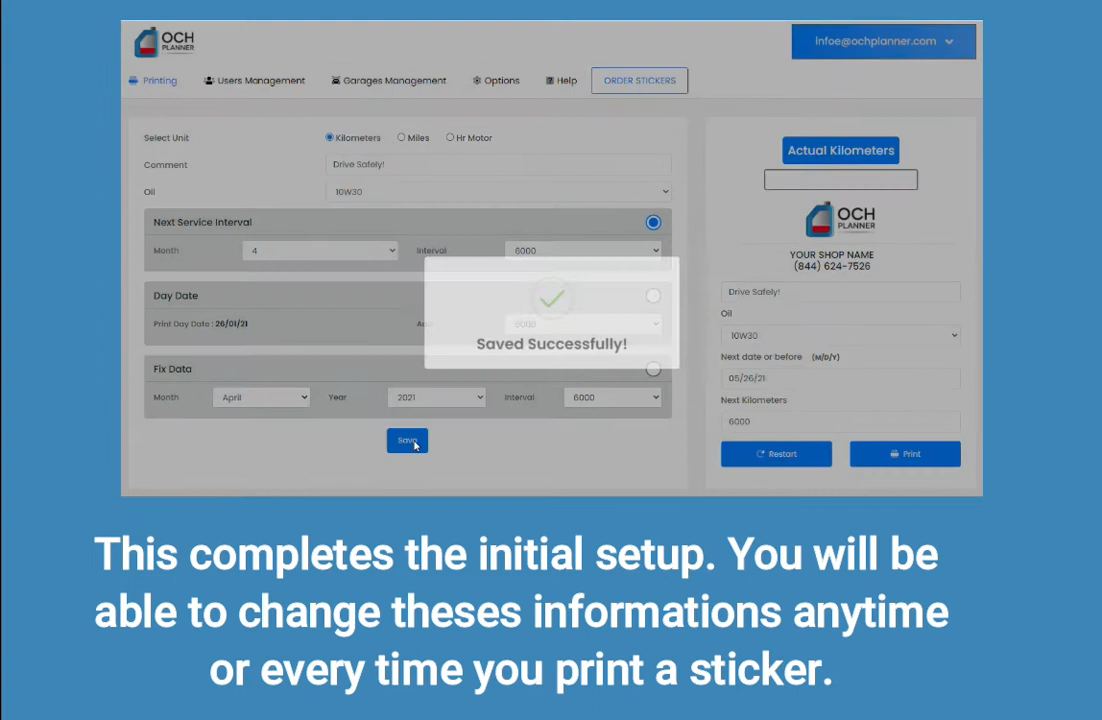 OCH
PLANNER
infoe@ochplanner.com
Printing Users Management Garages Management Options Help ORDER STICKERS
Select Unit Kilometers Miles Hr Motor
Comment Drive Safely!
Oil 10W30
Next Service Interval
Month 4 Interval 6000
Day Date
Print Day Date : 26/01/21 6000
Saved Successfully!
Fix Data
Month April Year 2021 Interval 6000
Save
Actual Kilometers
OCH
PLANNER
YOUR SHOP NAME
(844) 624-7526
Drive Safely!
Oil
10W30
Next date or before (M/D/Y)
05/26/21
Next Kilometers
6000
Restart Print
This completes the initial setup. You will be
able to change theses informations anytime
or every time you print a sticker.